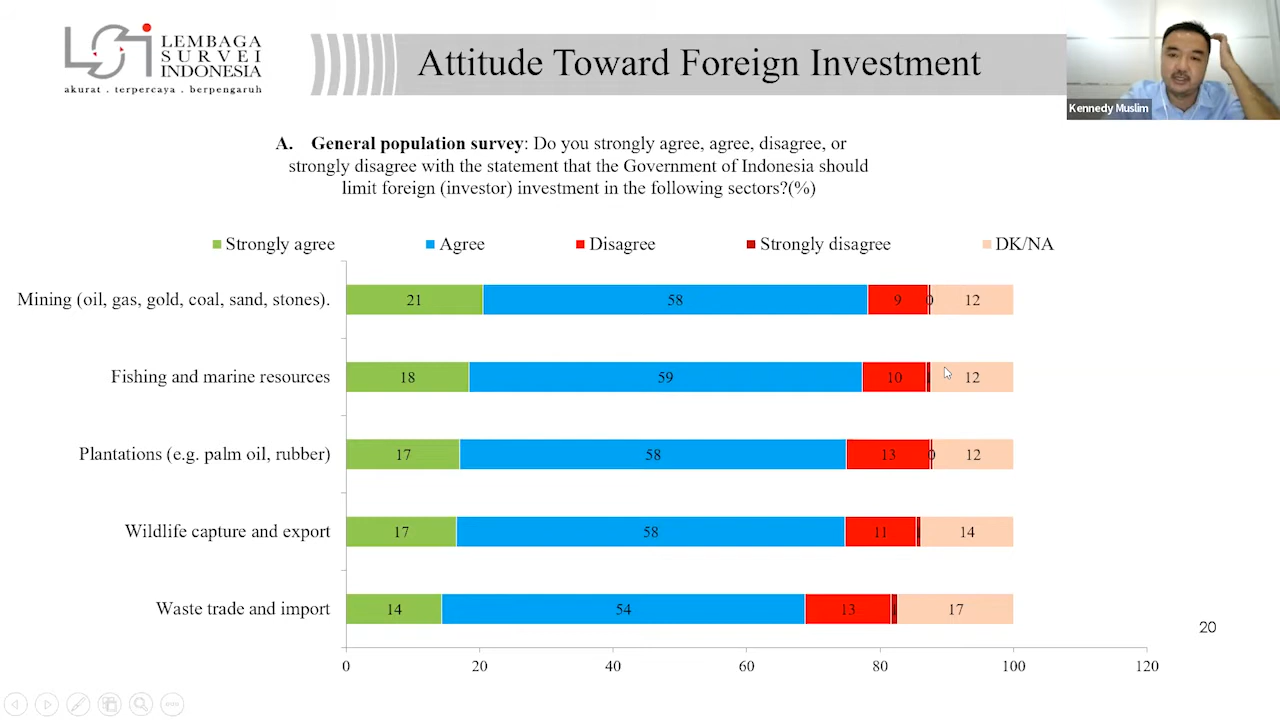 LEMBAGA
SURVEI
INDONESIA
akurat . terpercaya . berpengaruh
Attitude Toward Foreign Investment
Kennedy Muslim
A. General population survey: Do you strongly agree, agree, disagree, or
strongly disagree with the statement that the Government of Indonesia should
limit foreign (investor) investment in the following sectors?(%)
Strongly agree Agree Disagree Strongly disagree DK/NA
Mining (oil, gas, gold, coal, sand, stones). 21 58 9 0 12
Fishing and marine resources 18 59 10 12
Plantations (e.g. palm oil, rubber) 17 58 13 0 12
Wildlife capture and export 17 58 11 14
Waste trade and import 14 54 13 17
20
0 20 40 60 80 100 120